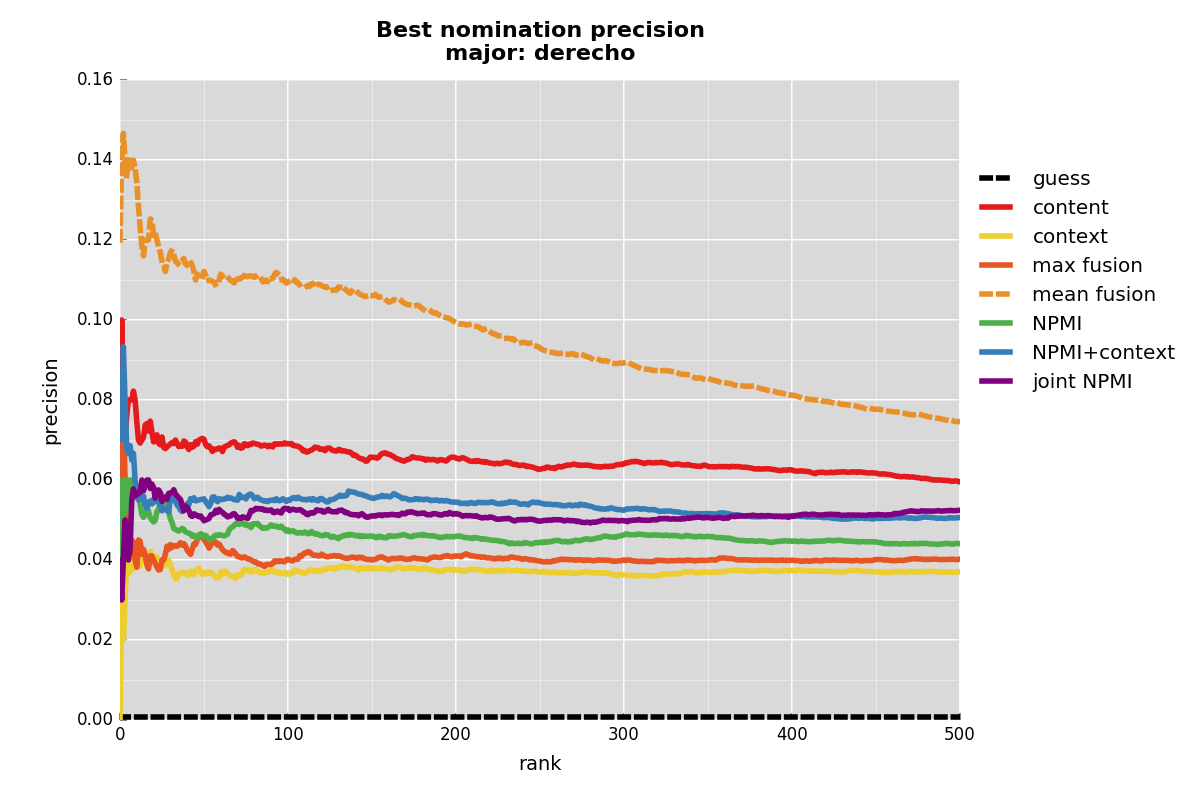 Best nomination precision
major: derecho
precision
0.16
0.14
0.12
0.10
0.08
0.06
0.04
0.02
0.00
0 100 200 300 400 500
rank
guess
content
context
max fusion
mean fusion
NPMI
NPMI+context
joint NPMI